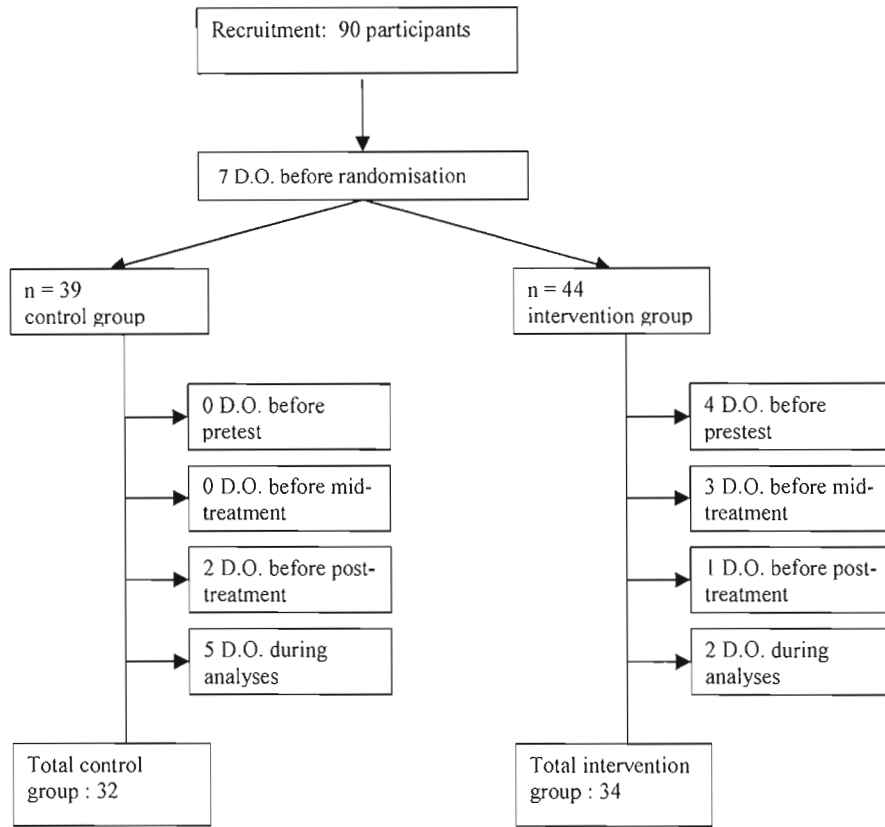 Recruitment: 90 participants
7 D.O. before randomisation
n = 39
control group
n = 44
intervention group
0 D.O. before
pretest
0 D.O. before mid-
treatment
2 D.O. before post-
treatment
5 D.O. during
analyses
4 D.O. before
prestest
3 D.O. before mid-
treatment
1 D.O. before post-
treatment
2 D.O. during
analyses
Total control
group : 32
Total intervention
group : 34